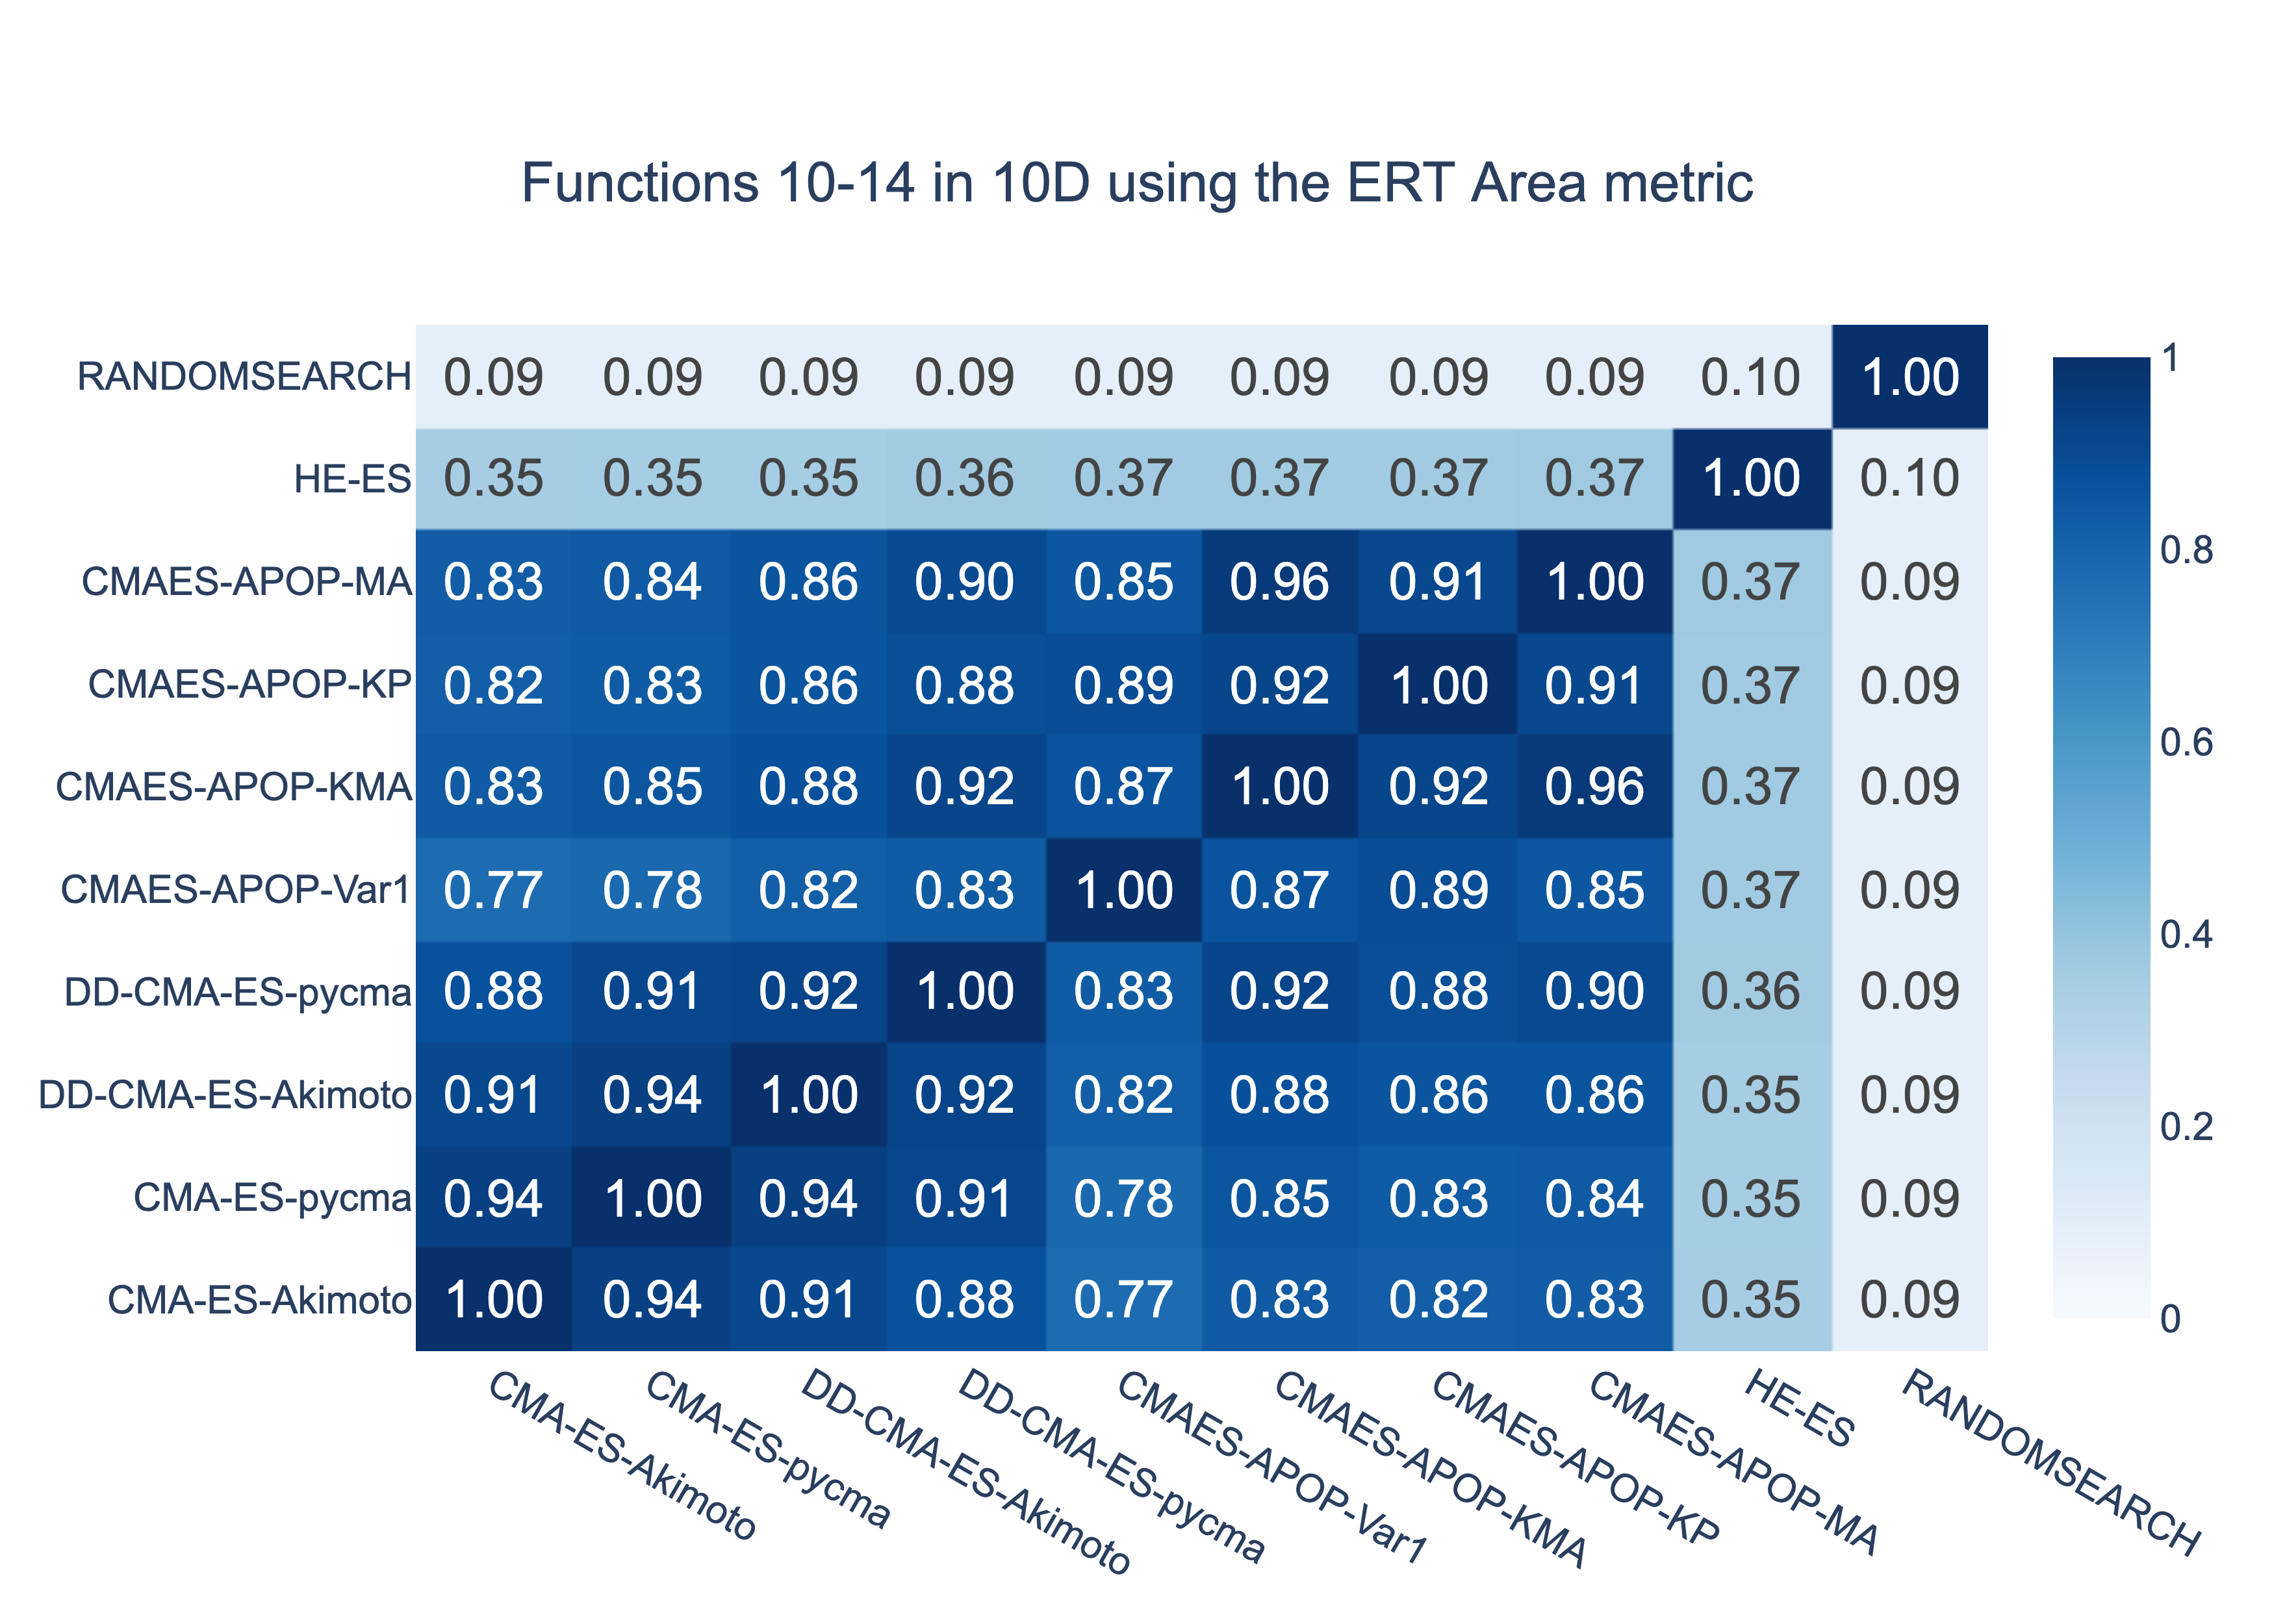 Functions 10-14 in 10D using the ERT Area metric
RANDOMSEARCH 0.09 0.09 0.09 0.09 0.09 0.09 0.09 0.09 0.10 1.00
HE-ES 0.35 0.35 0.35 0.36 0.37 0.37 0.37 0.37 1.00 0.10
CMAES-APOP-MA 0.83 0.84 0.86 0.90 0.85 0.96 0.91 1.00 0.37 0.09
CMAES-APOP-KP 0.82 0.83 0.86 0.88 0.89 0.92 1.00 0.91 0.37 0.09
CMAES-APOP-KMA 0.83 0.85 0.88 0.92 0.87 1.00 0.92 0.96 0.37 0.09
CMAES-APOP-Var1 0.77 0.78 0.82 0.83 1.00 0.87 0.89 0.85 0.37 0.09
DD-CMA-ES-pycma 0.88 0.91 0.92 1.00 0.83 0.92 0.88 0.90 0.36 0.09
DD-CMA-ES-Akimoto 0.91 0.94 1.00 0.92 0.82 0.88 0.86 0.86 0.35 0.09
CMA-ES-pycma 0.94 1.00 0.94 0.91 0.78 0.85 0.83 0.84 0.35 0.09
CMA-ES-Akimoto 1.00 0.94 0.91 0.88 0.77 0.83 0.82 0.83 0.35 0.09
CMA-ES-Akimoto
CMA-ES-pycma
DD-CMA-ES-Akimoto
DD-CMA-ES-pycma
CMAES-APOP-Var1
CMAES-APOP-KMA
CMAES-APOP-KP
CMAES-APOP-MA
HE-ES
RANDOMSEARCH
1
0.8
0.6
0.4
0.2
0